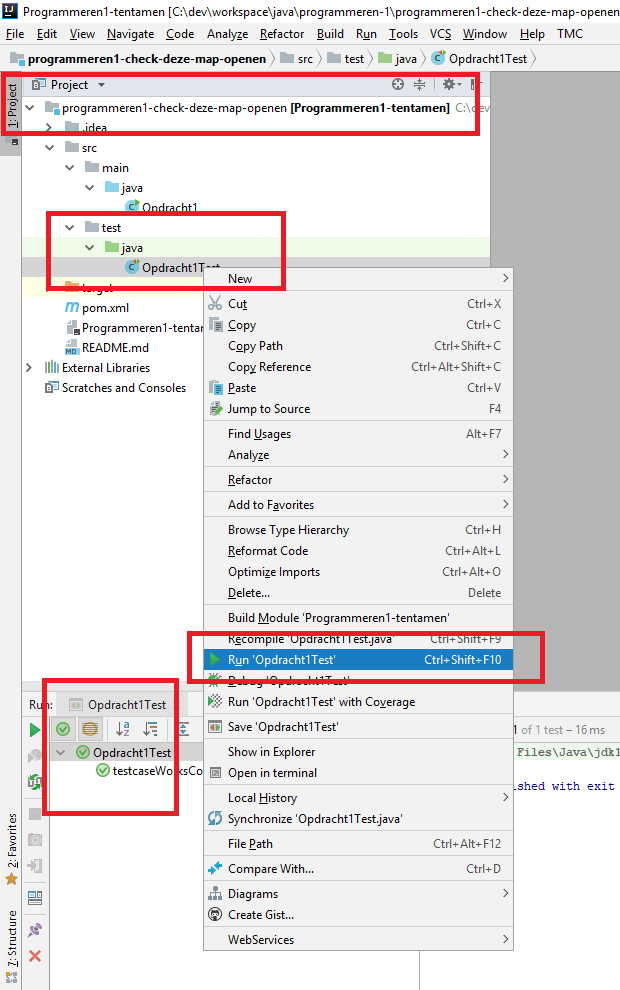 Programmeren1-tentamen [C:\dev\workspace\java\programmeren-1\programmeren1-check-deze-map-openen
File Edit View Navigate Code Analyze Refactor Build Run Tools VCS Window Help TMC
programmeren1-check-deze-map-openen src test java Opdracht1Test
1: Project
Project
programmeren1-check-deze-map-openen [Programmeren1-tentamen] C:\dev
.idea
src
main
java
Opdracht1
test
java
Opdracht1Test
target
pom.xml
Programmeren1-tentam
README.md
External Libraries
Scratches and Consoles
New
Cut Ctrl+X
Copy Ctrl+C
Copy Path Ctrl+Shift+C
Copy Reference Ctrl+Alt+Shift+C
Paste Ctrl+V
Jump to Source F4
Find Usages Alt+F7
Analyze
Refactor
Add to Favorites
Browse Type Hierarchy Ctrl+H
Reformat Code Ctrl+Alt+L
Optimize Imports Ctrl+Alt+O
Delete... Delete
Build Module 'Programmeren1-tentamen'
Recompile 'Opdracht1Test.java' Ctrl+Shift+F9
Run 'Opdracht1Test' Ctrl+Shift+F10
Debug 'Opdracht1Test'
Run 'Opdracht1Test' with Coverage
Save 'Opdracht1Test'
Show in Explorer
Open in terminal
Local History
Synchronize 'Opdracht1Test.java'
File Path Ctrl+Alt+F12
Compare With... Ctrl+D
Diagrams
Create Gist...
WebServices
Run: Opdracht1Test
Opdracht1Test
testcaseWorksCo
1 of 1 test – 16 ms
Files\Java\jdk1
ished with exit
2: Favorites
7: Structure